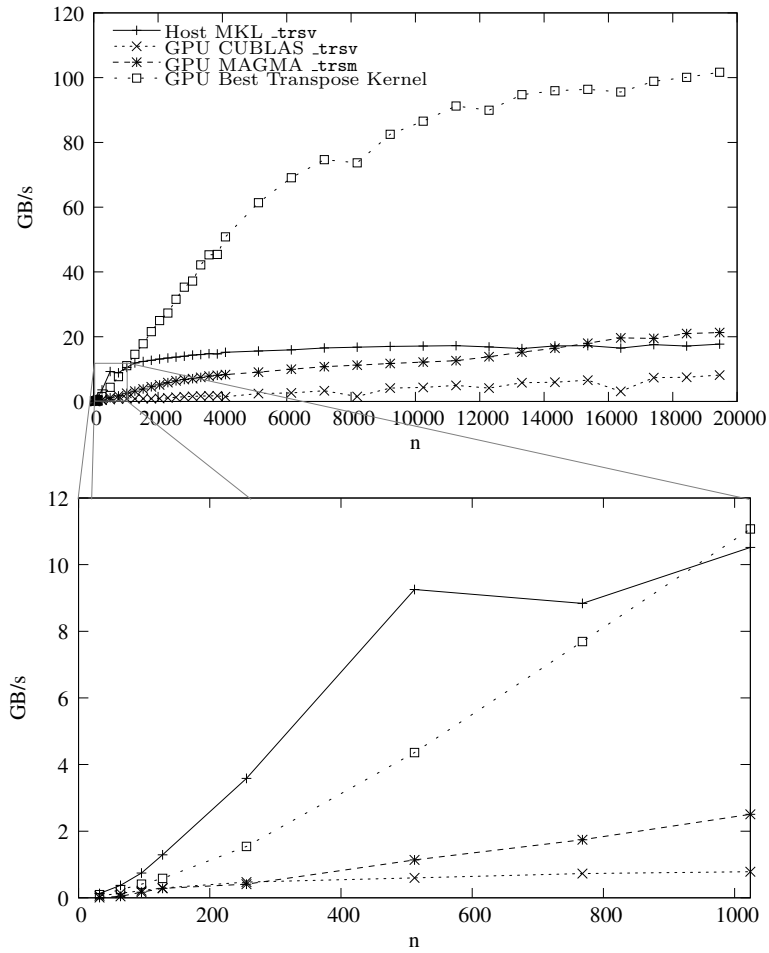 120
100
80
60
40
20
0
GB/s
Host MKL _trsv
GPU CUBLAS _trsv
GPU MAGMA _trsm
GPU Best Transpose Kernel
0 2000 4000 6000 8000 10000 12000 14000 16000 18000 20000
n
12
10
8
6
4
2
0
GB/s
0 200 400 600 800 1000
n